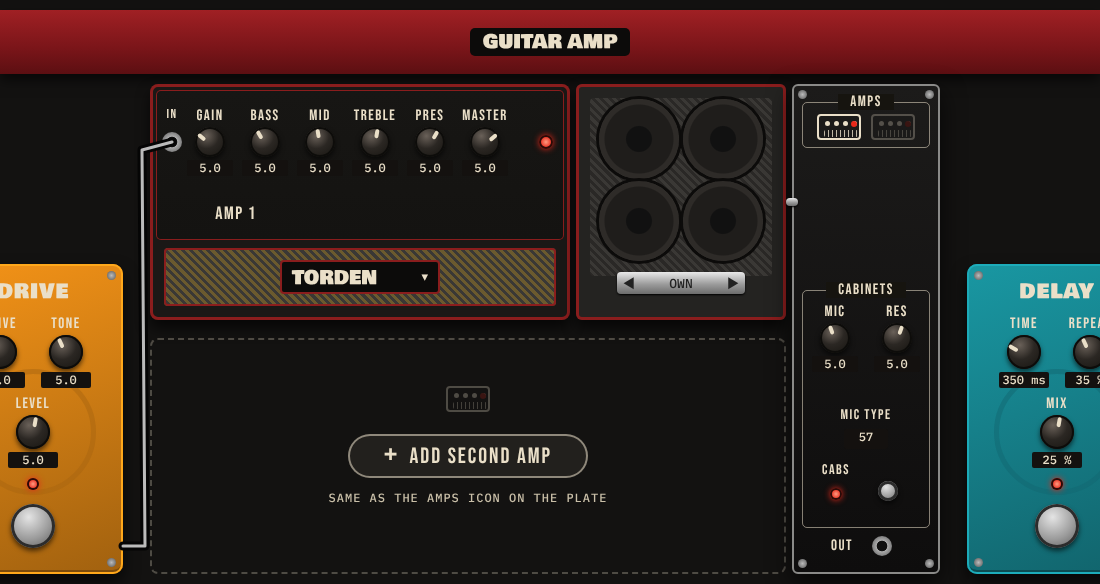 GUITAR AMP
IN GAIN BASS MID TREBLE PRES MASTER
5.0 5.0 5.0 5.0 5.0 5.0
AMP 1
TORDEN ▼
◀ OWN ▶
AMPS
CABINETS
MIC RES
5.0 5.0
MIC TYPE
57
CABS
OUT
+ ADD SECOND AMP
SAME AS THE AMPS ICON ON THE PLATE
DRIVE
TONE
5.0
LEVEL
5.0
DELAY
TIME
350 ms 35 %
MIX
25 %